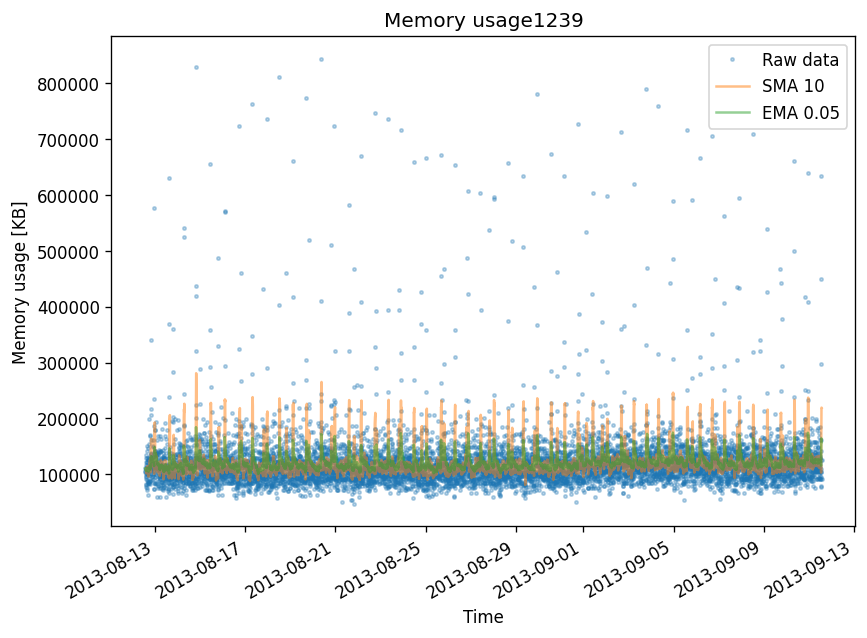 Memory usage1239
Raw data
SMA 10
EMA 0.05
Memory usage [KB]
800000
700000
600000
500000
400000
300000
200000
100000
2013-08-13
2013-08-17
2013-08-21
2013-08-25
2013-08-29
2013-09-01
2013-09-05
2013-09-09
2013-09-13
Time